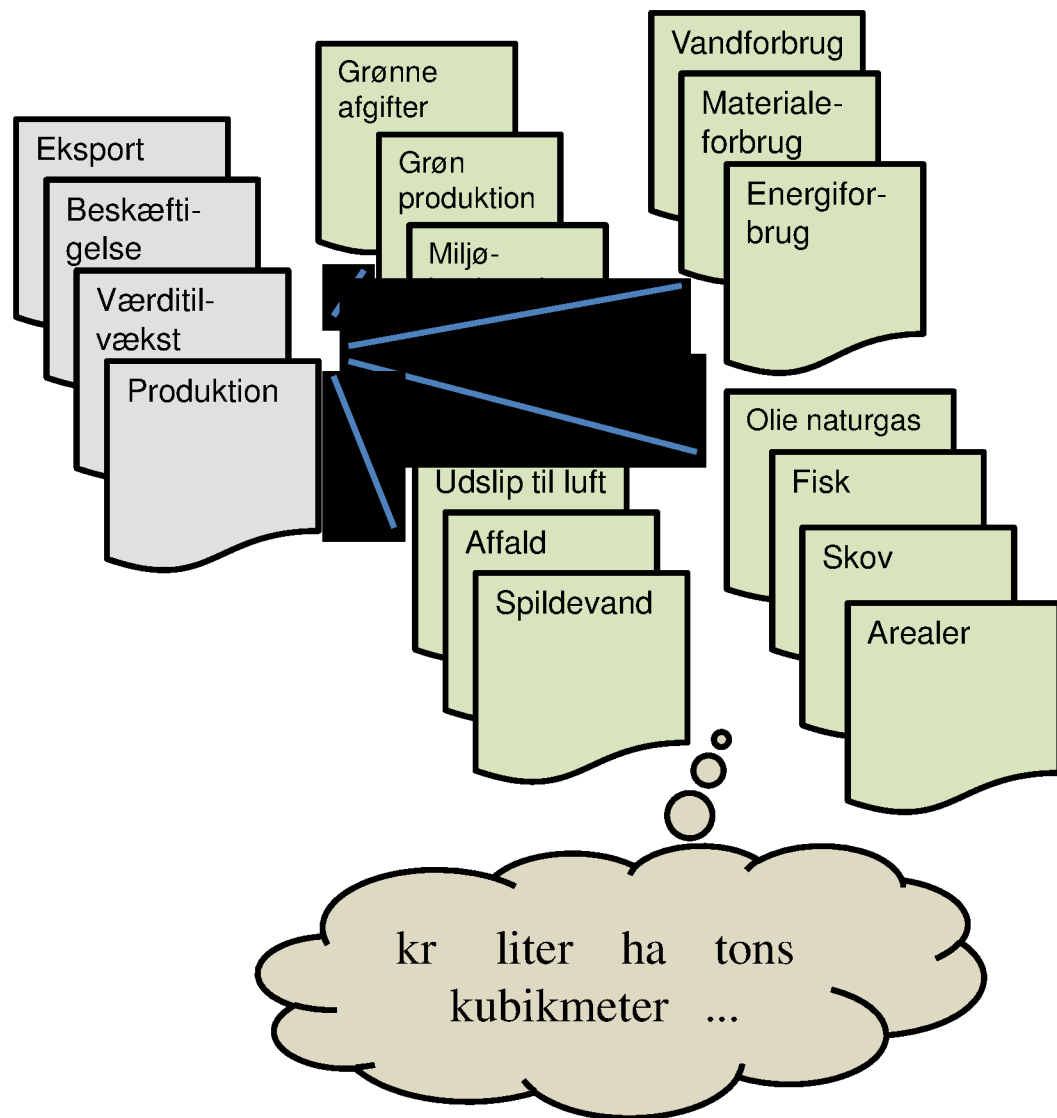 Eksport
Beskæfti-
gelse
Værditil-
vækst
Produktion
Grønne
afgifter
Grøn
produktion
Miljø-
Vandforbrug
Materiale-
forbrug
Energifor-
brug
Udslip til luft
Affald
Spildevand
Olie naturgas
Fisk
Skov
Arealer
kr liter ha tons
kubikmeter ...